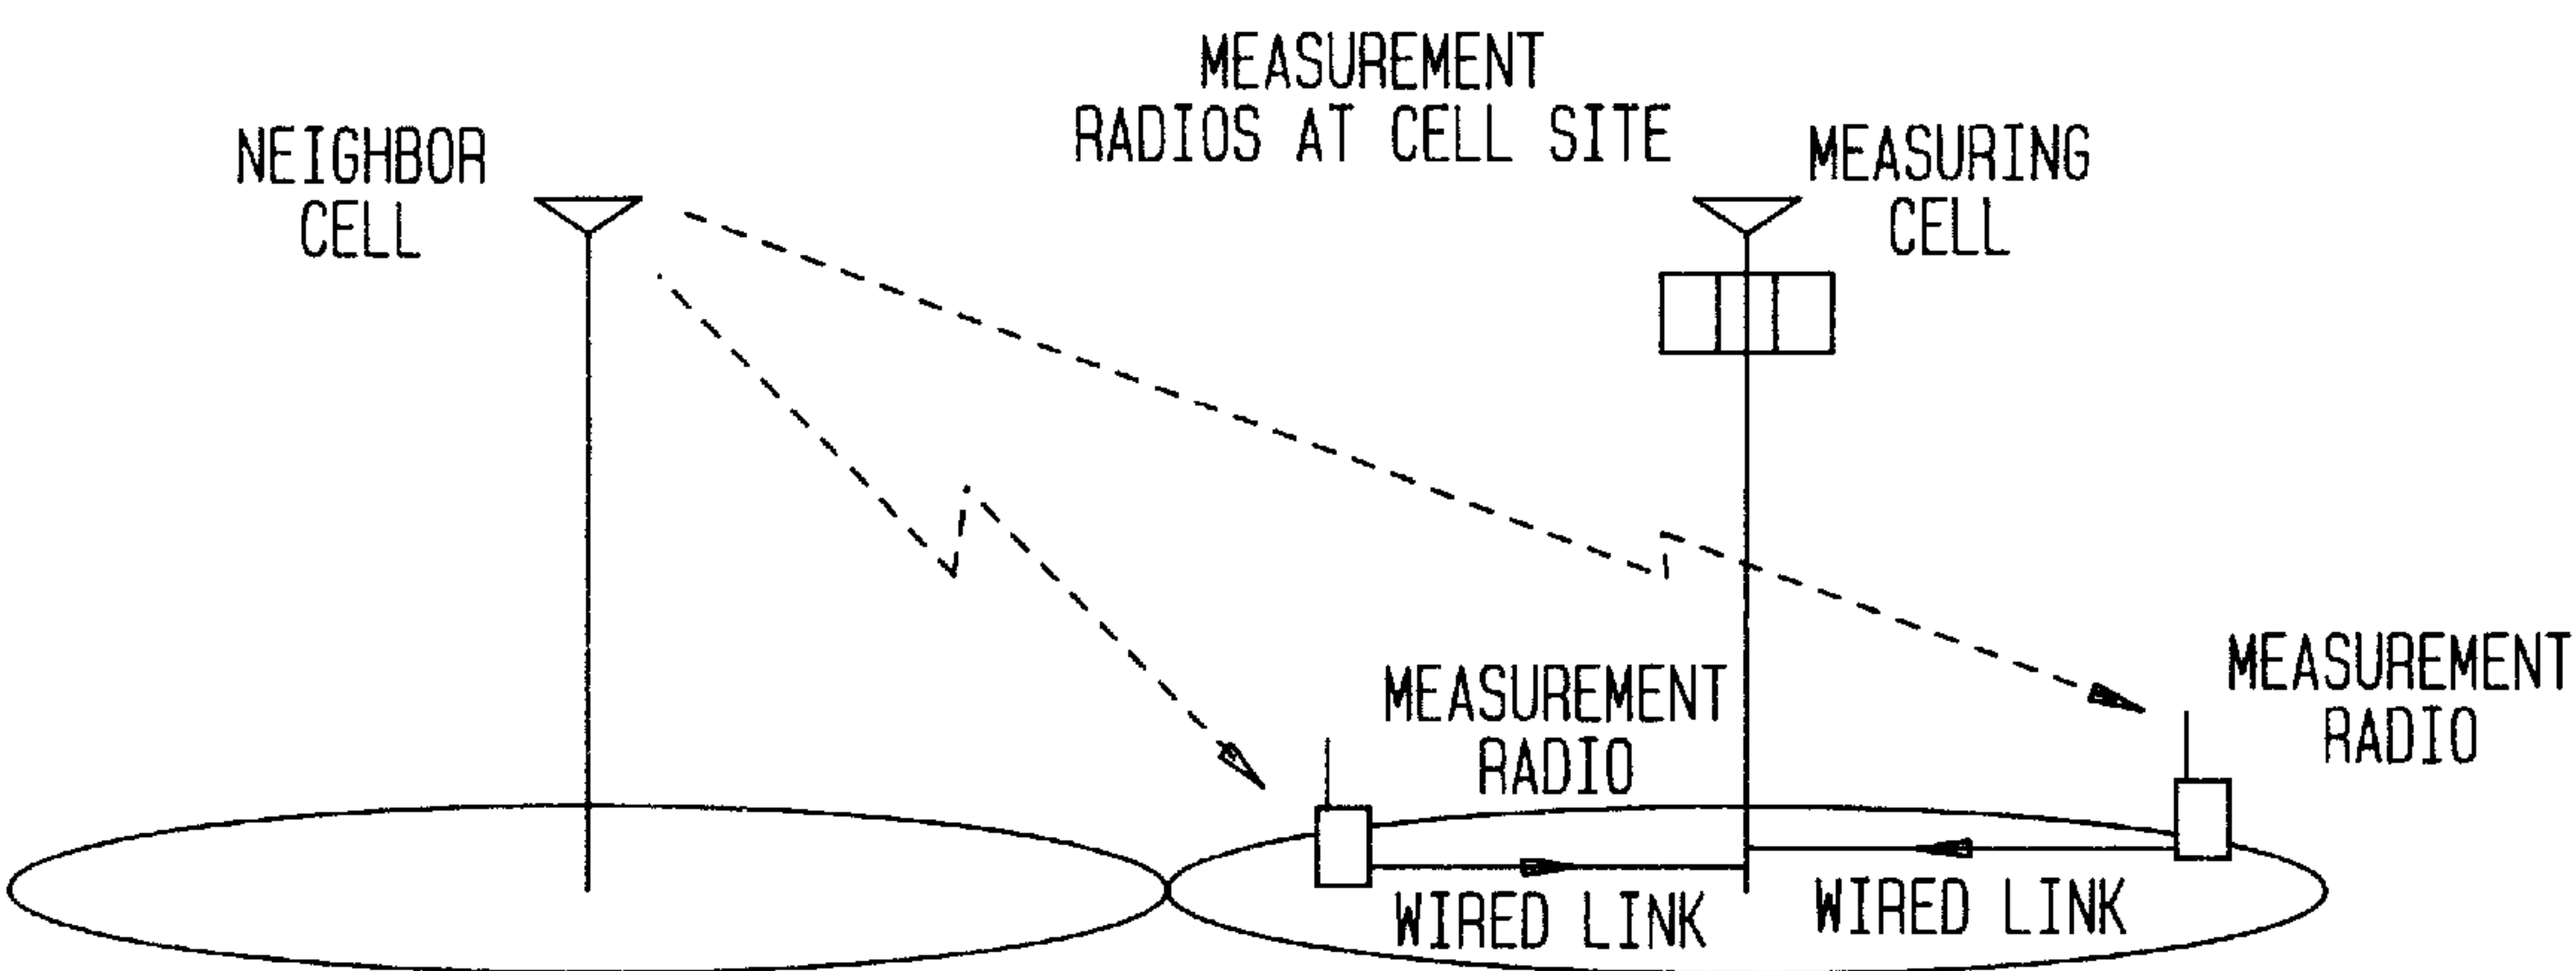 MEASUREMENT
RADIOS AT CELL SITE
NEIGHBOR
CELL
MEASURING
CELL
MEASUREMENT
RADIO
MEASUREMENT
RADIO
WIRED LINK
WIRED LINK